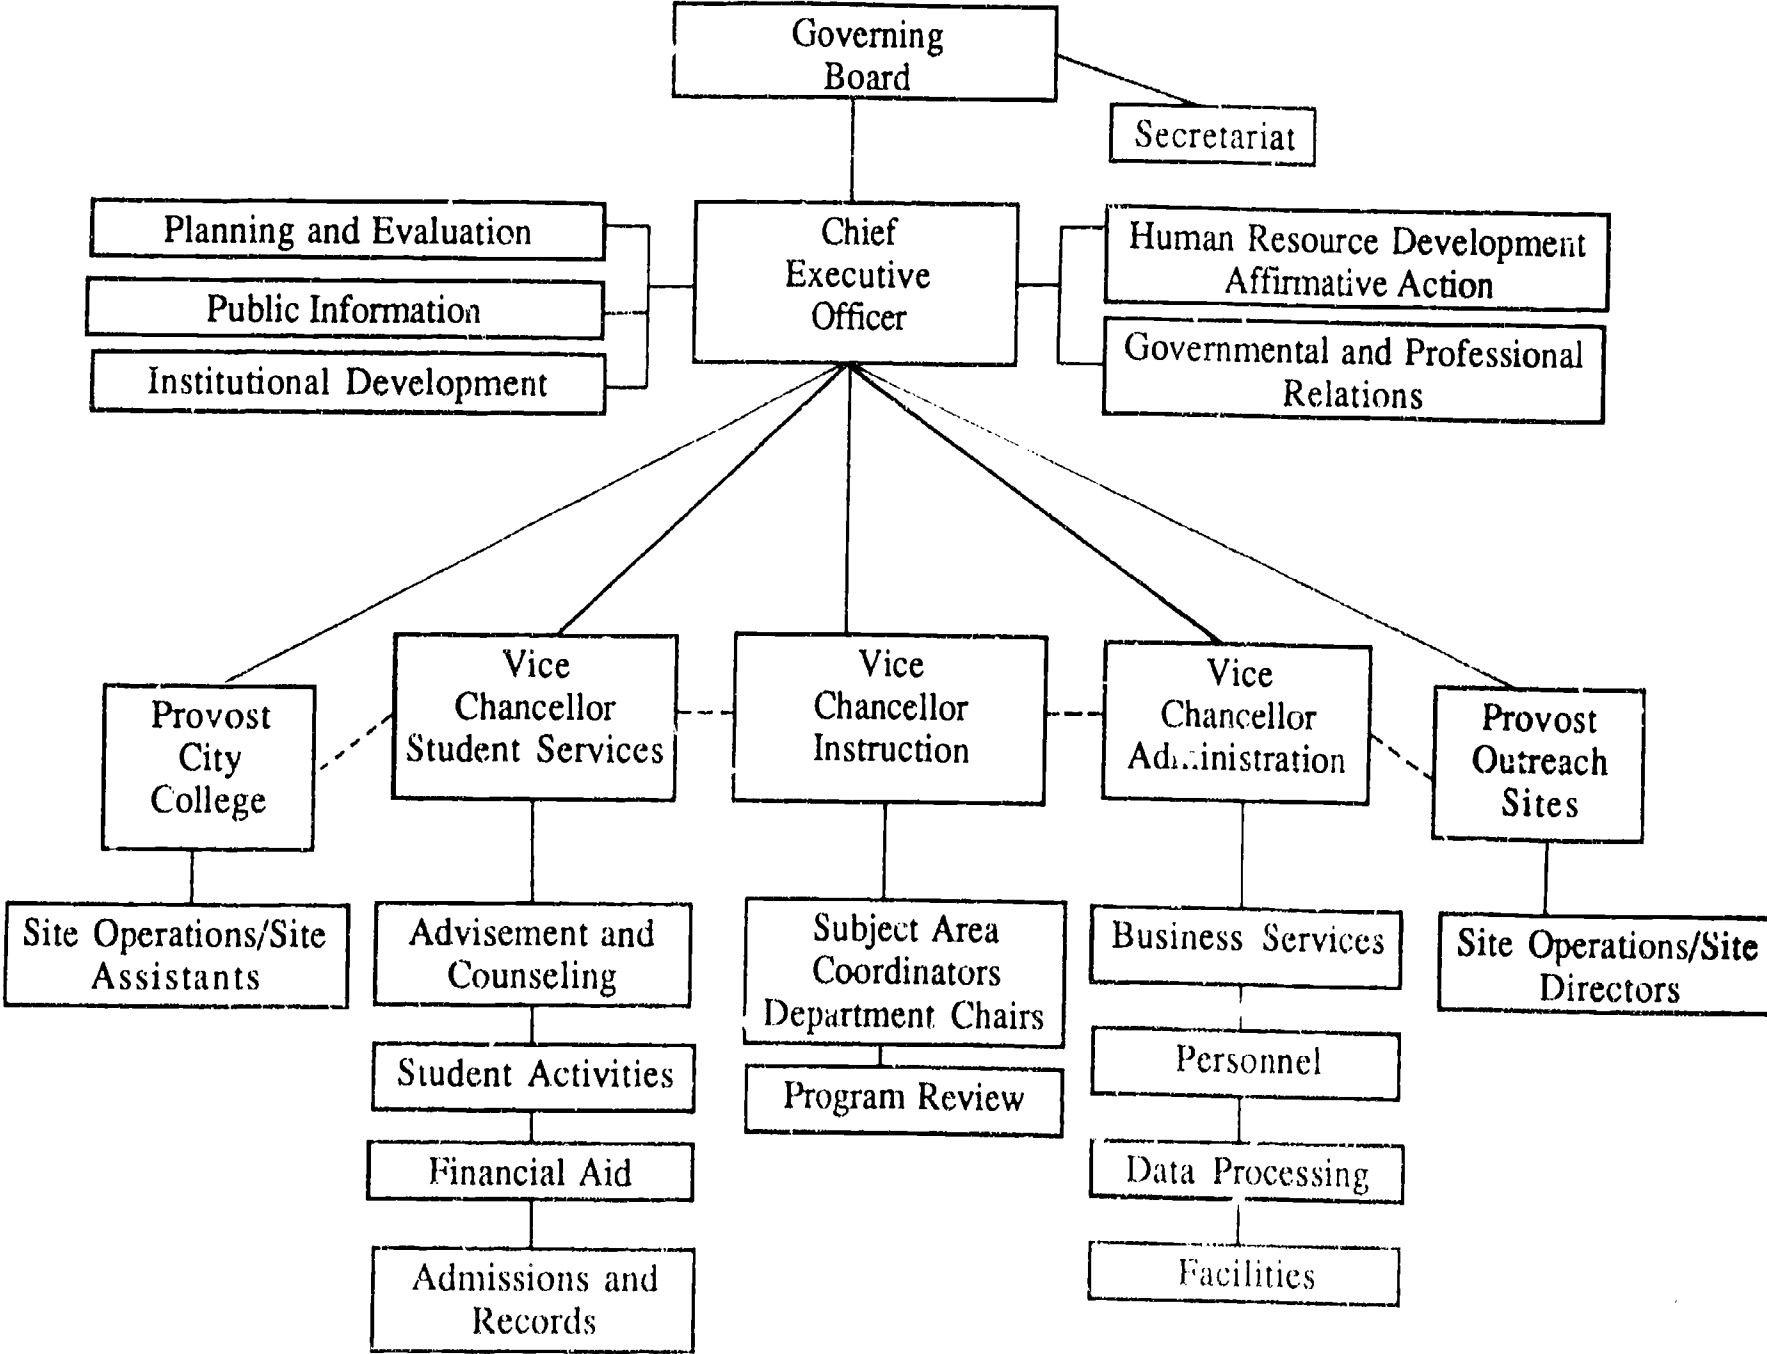 Governing
Board
Secretariat
Planning and Evaluation
Public Information
Institutional Development
Chief
Executive
Officer
Human Resource Development
Affirmative Action
Governmental and Professional
Relations
Provost
City
College
Vice
Chancellor
Student Services
Vice
Chancellor
Instruction
Vice
Chancellor
Administration
Provost
Outreach
Sites
Site Operations/Site
Assistants
Advisement and
Counseling
Student Activities
Financial Aid
Admissions and
Records
Subject Area
Coordinators
Department Chairs
Program Review
Business Services
Personnel
Data Processing
Facilities
Site Operations/Site
Directors